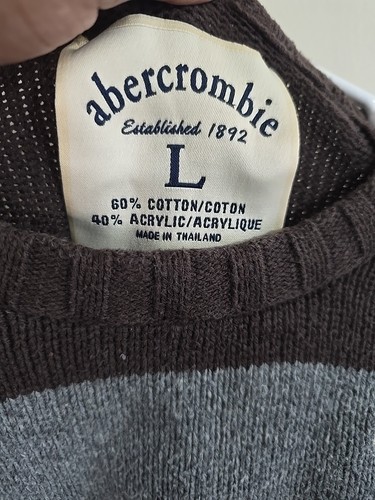 abercrombie
Established 1892
L
60% COTTON/COTON
40% ACRYLIC/ACRYLIQUE
MADE IN THAILAND